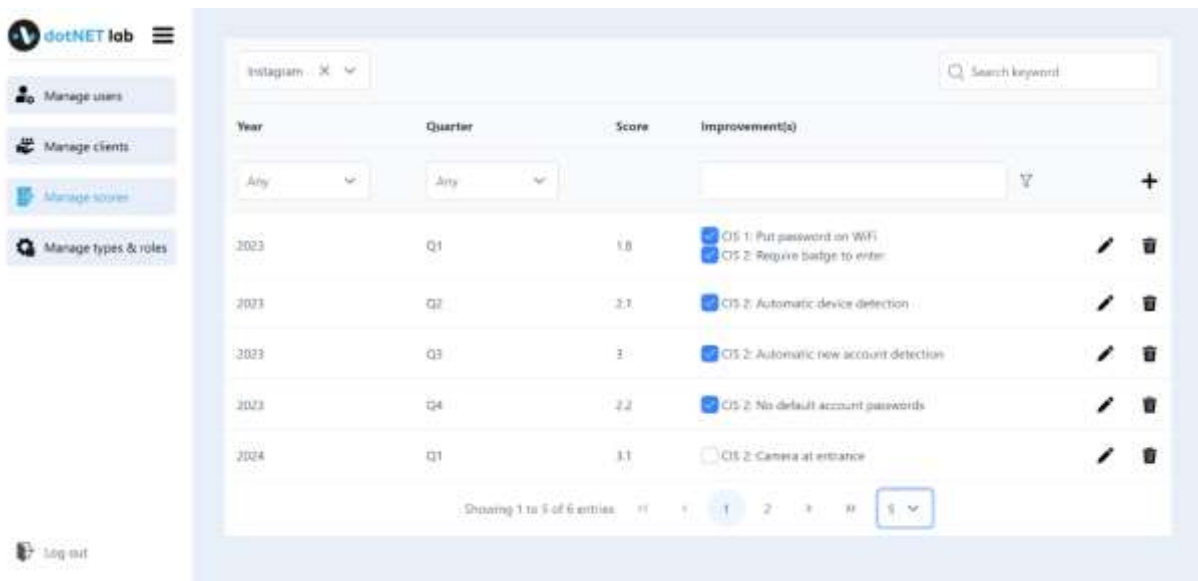 dotNET lab
Manage users
Manage clients
Manage scores
Manage types & roles
Log out
Instagram
Search keyword
Year Quarter Score Improvement(s)
Any Any
2023 Q1 1.8 CIS 1: Put password on WiFi
CIS 2: Require badge to enter
2023 Q2 2.1 CIS 2: Automatic device detection
2023 Q3 3 CIS 2: Automatic new account detection
2023 Q4 2.2 CIS 2: No default account passwords
2024 Q1 3.1 CIS 2: Camera at entrance
Showing 1 to 5 of 6 entries 1 2 5